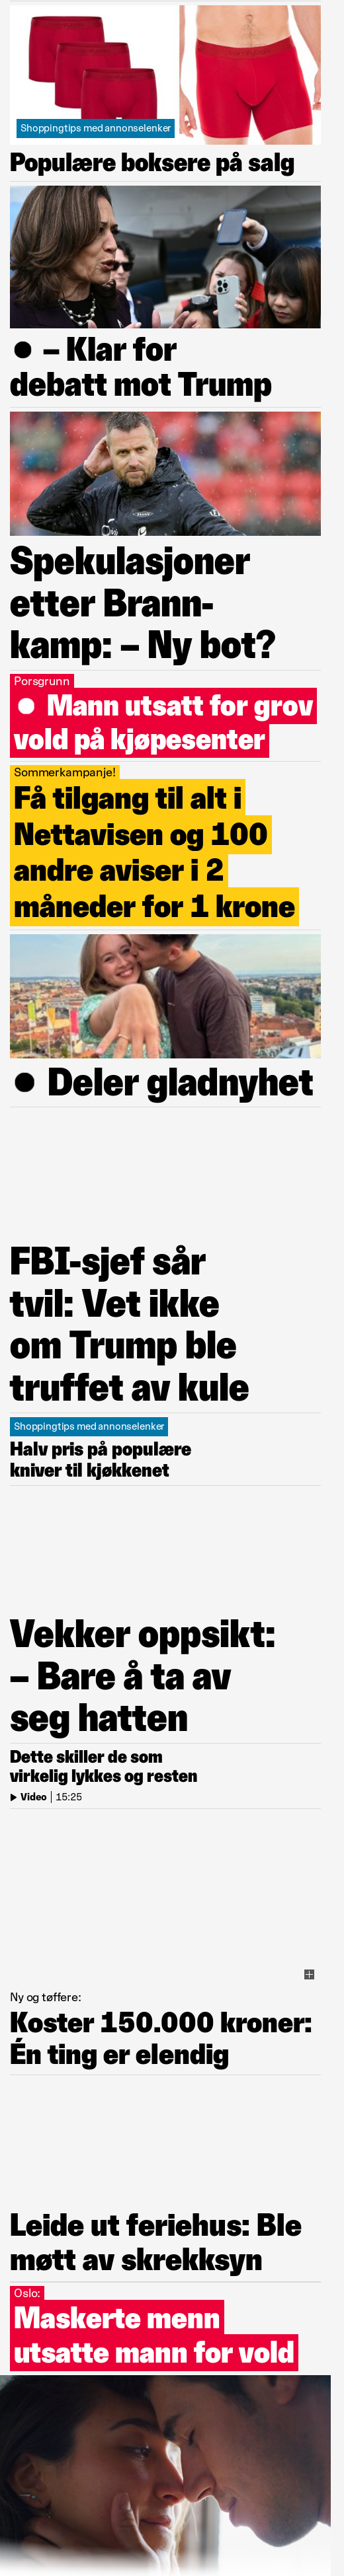 Shoppingtips med annonselenker
Populære boksere på salg
● – Klar for
debatt mot Trump
Spekulasjoner
etter Brann-
kamp: – Ny bot?
Porsgrunn
● Mann utsatt for grov
vold på kjøpesenter
Sommerkampanje!
Få tilgang til alt i
Nettavisen og 100
andre aviser i 2
måneder for 1 krone
● Deler gladnyhet
FBI-sjef sår
tvil: Vet ikke
om Trump ble
truffet av kule
Shoppingtips med annonselenker
Halv pris på populære
kniver til kjøkkenet
Vekker oppsikt:
– Bare å ta av
seg hatten
Dette skiller de som
virkelig lykkes og resten
Video | 15:25
Ny og tøffere:
Koster 150.000 kroner:
Én ting er elendig
Leide ut feriehus: Ble
møtt av skrekksyn
Oslo:
Maskerte menn
utsatte mann for vold